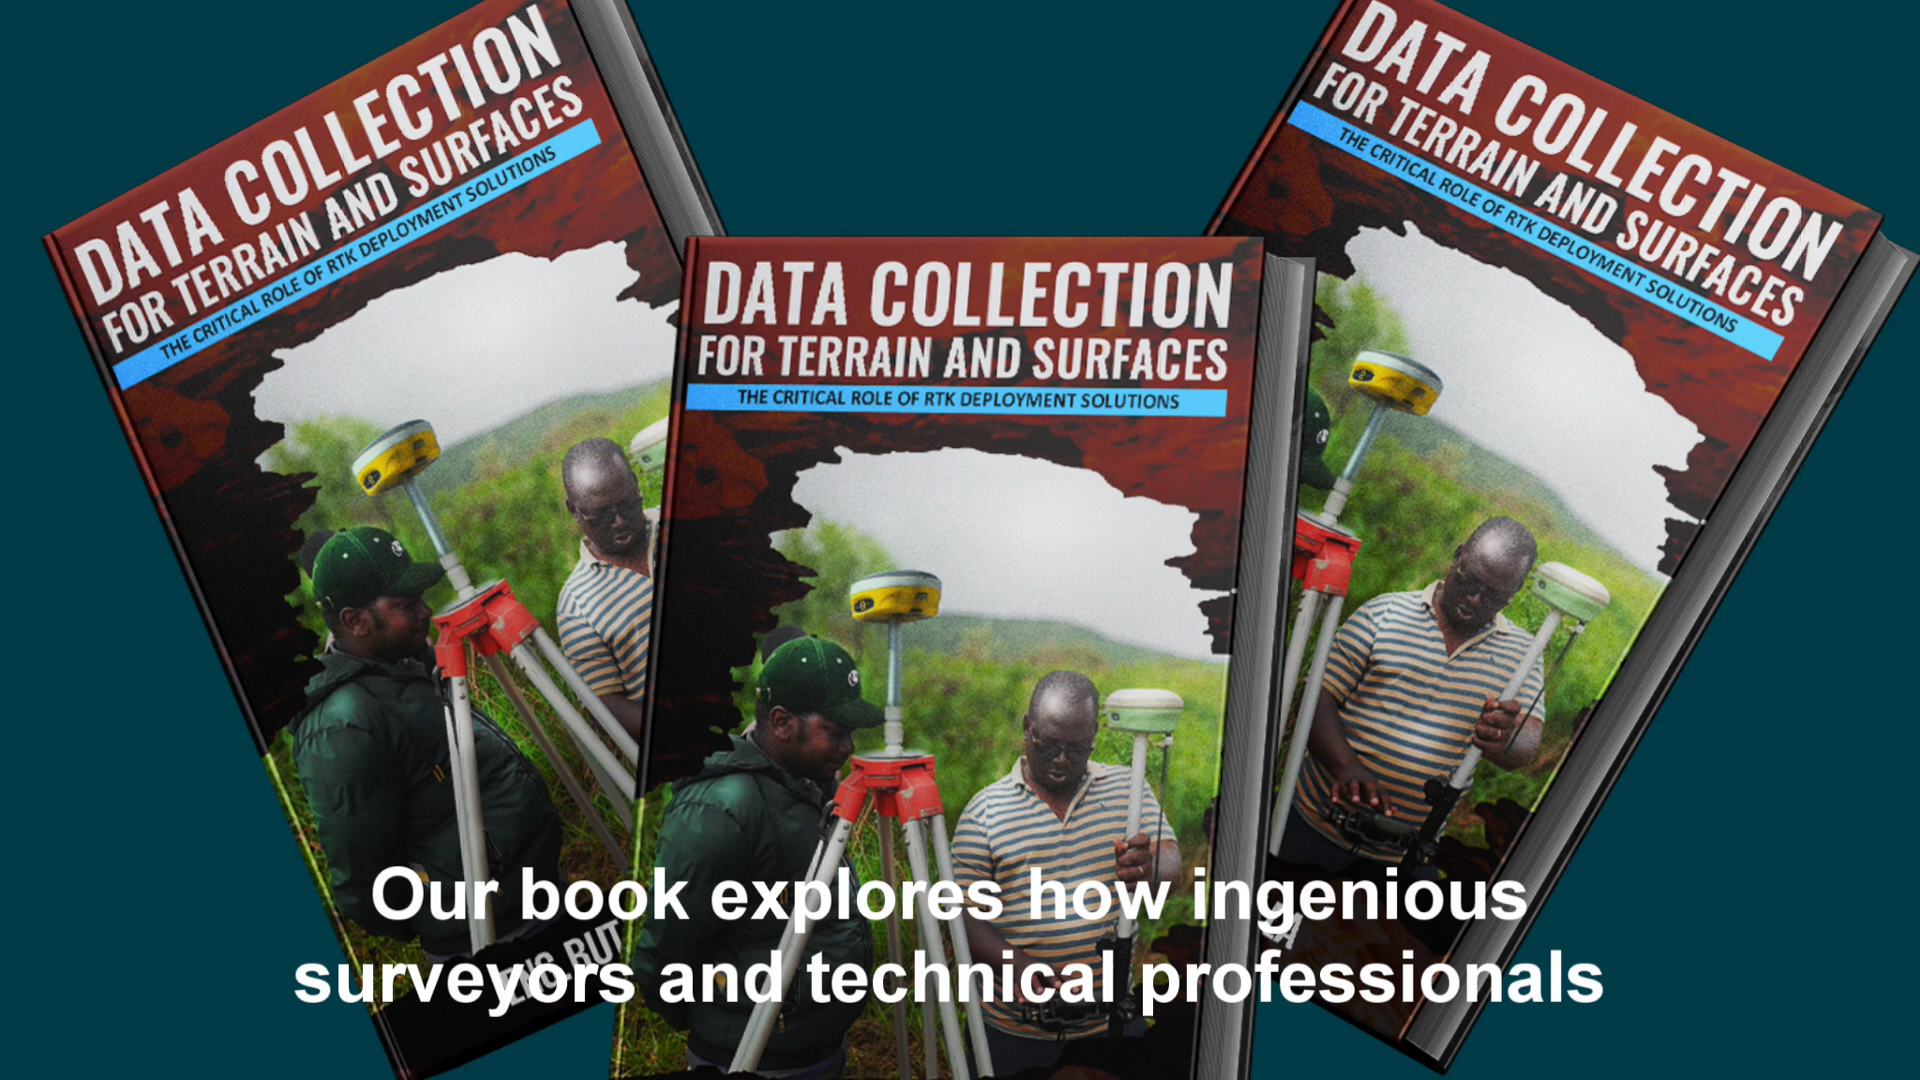 DATA COLLECTION
FOR TERRAIN AND SURFACES
THE CRITICAL ROLE OF RTK DEPLOYMENT SOLUTIONS
DATA COLLECTION
FOR TERRAIN AND SURFACES
THE CRITICAL ROLE OF RTK DEPLOYMENT SOLUTIONS
DATA COLLECTION
FOR TERRAIN AND SURFACES
THE CRITICAL ROLE OF RTK DEPLOYMENT SOLUTIONS
ENG. BUT
Our book explores how ingenious
surveyors and technical professionals